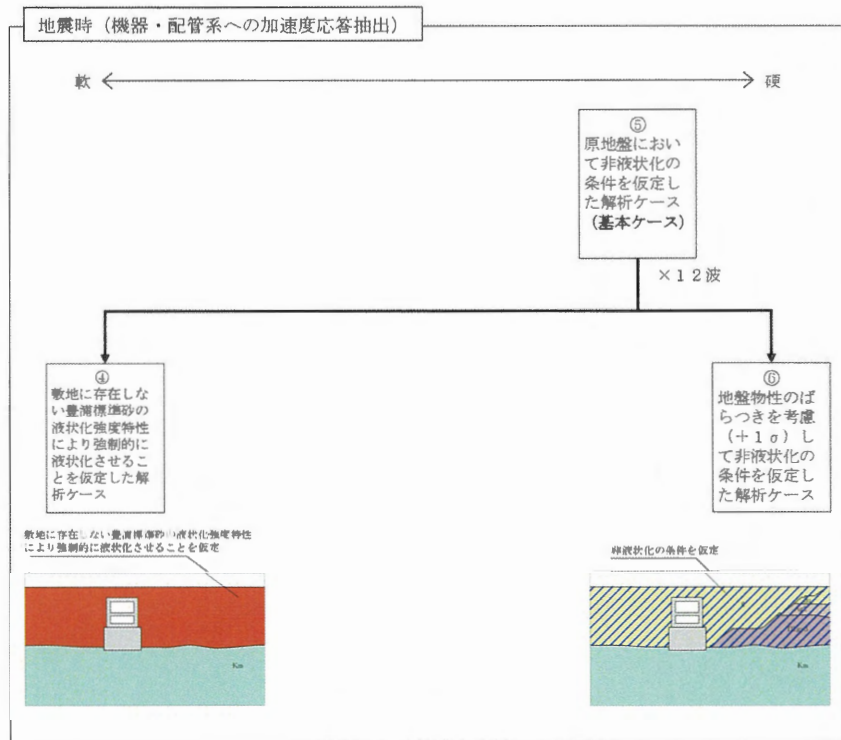 地震時（機器・配管系への加速度応答抽出）
軟
硬
⑤
原地盤において非液状化の条件を仮定した解析ケース
（基本ケース）
×12波
④
敷地に存在しない豊浦標準砂の液状化強度特性により強制的に液状化させることを仮定した解析ケース
⑥
地盤物性のばらつきを考慮（＋1σ）して非液状化の条件を仮定した解析ケース
敷地に存在しない豊浦標準砂の液状化強度特性
により強制的に液状化させることを仮定
非液状化の条件を仮定
Km
Km